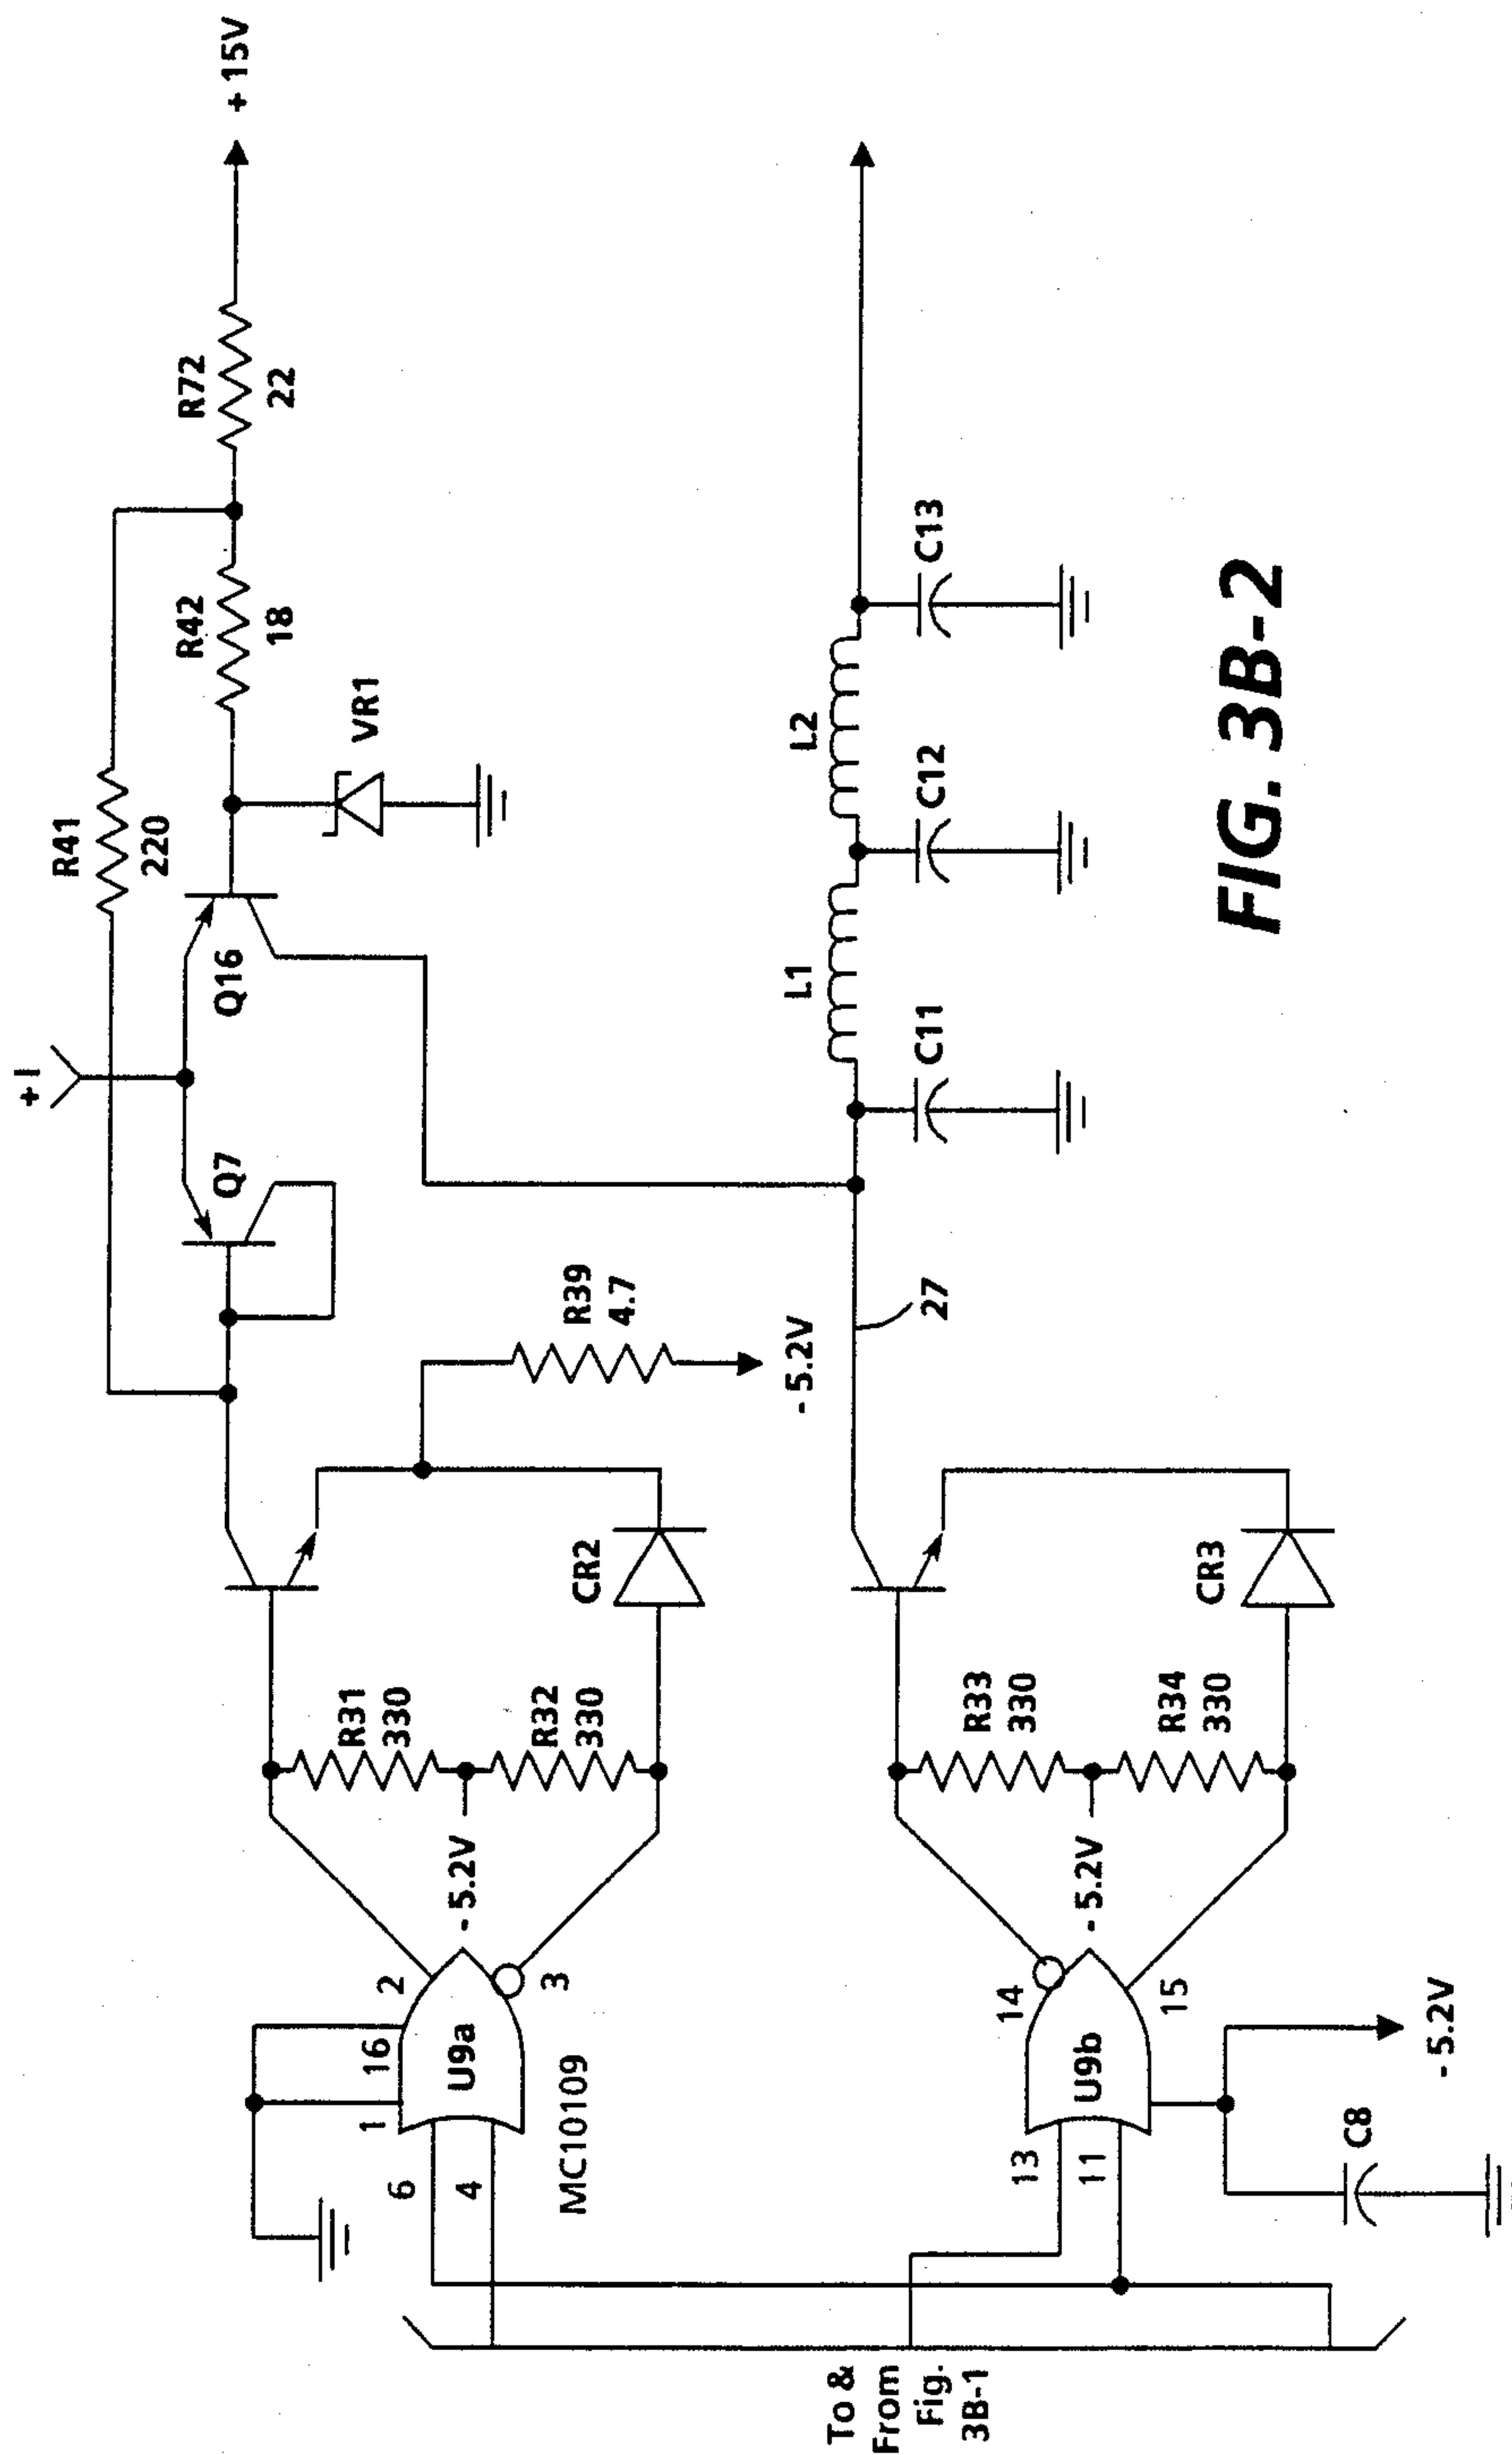 +I
+15V
R41
220
R72
22
R42
18
Q7
Q16
VR1
R39
4.7
- 5.2V
R31
330
R32
330
- 5.2V
CR2
1
16
2
6
4
U9a
3
MC10109
27
L1
L2
C11
C12
C13
R33
330
R34
330
- 5.2V
CR3
13
11
14
U9b
15
- 5.2V
C8
To &
From
Fig.
3B-1
FIG. 3B-2